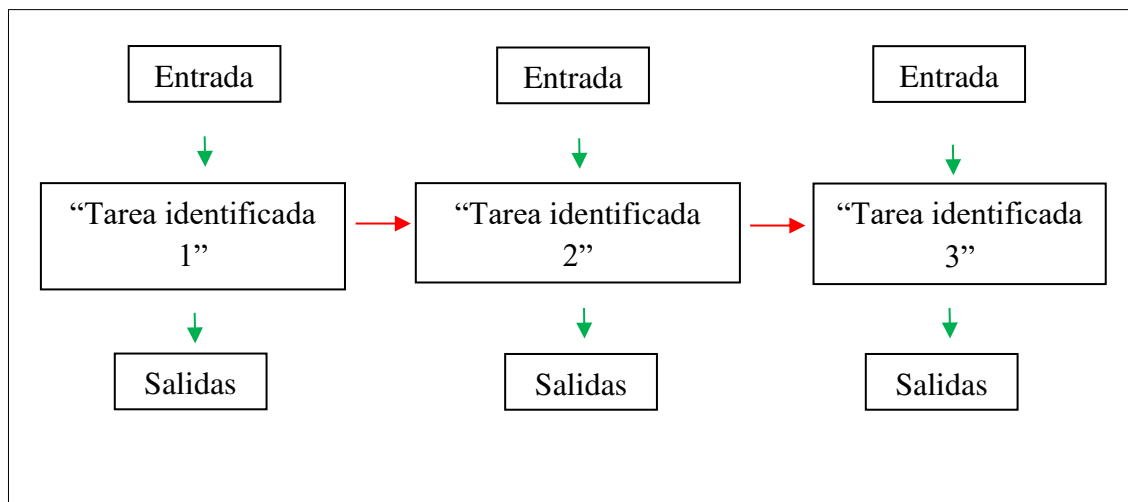 Entrada
Entrada
Entrada
“Tarea identificada
1”
“Tarea identificada
2”
“Tarea identificada
3”
Salidas
Salidas
Salidas